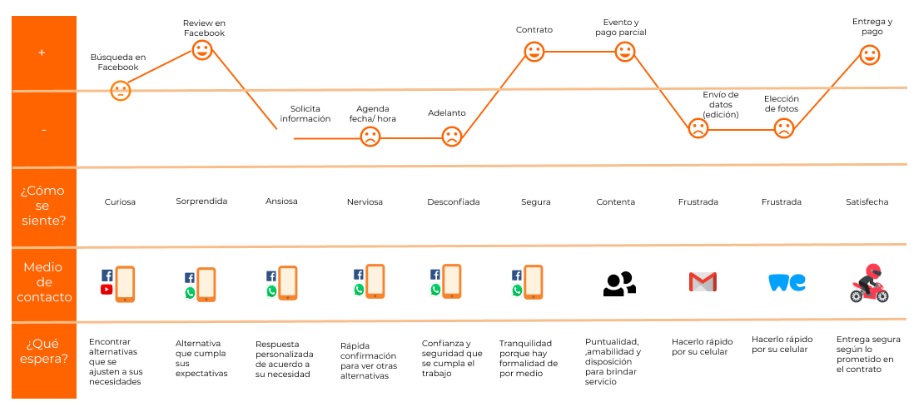 +
Búsqueda en
Facebook
Review en
Facebook
Solicita
información
Agenda
fecha/ hora
Adelanto
Contrato
Evento y
pago parcial
Envío de
datos
(edición)
Elección
de fotos
Entrega y
pago
-
¿Cómo
se
siente?
Curiosa
Sorprendida
Ansiosa
Nerviosa
Desconfiada
Segura
Contenta
Frustrada
Frustrada
Satisfecha
Medio
de
contacto
we
¿Qué
espera?
Encontrar
alternativas
que se
ajusten a sus
necesidades
Alternativa
que cumpla
sus
expectativas
Respuesta
personalizada
de acuerdo a
su necesidad
Rápida
confirmación
para ver otras
alternativas
Confianza y
seguridad que
se cumpla el
trabajo
Tranquilidad
porque hay
formalidad de
por medio
Puntualidad,
,amabilidad y
disposición
para brindar
servicio
Hacerlo rápido
por su celular
Hacerlo rápido
por su celular
Entrega segura
según lo
prometido en
el contrato